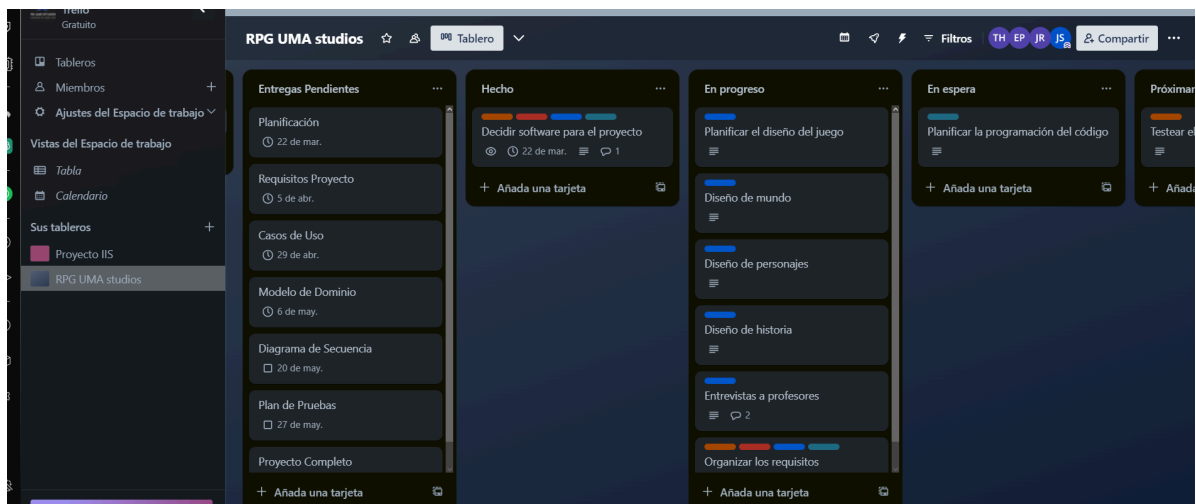 Trello
Gratuito
Tableros
Miembros
Ajustes del Espacio de trabajo
Vistas del Espacio de trabajo
Tabla
Calendario
Sus tableros
Proyecto IIS
RPG UMA studios
RPG UMA studios
Tablero
Filtros
TH EP JR JS
Compartir
Entregas Pendientes
Planificación
22 de mar.
Requisitos Proyecto
5 de abr.
Casos de Uso
29 de abr.
Modelo de Dominio
6 de may.
Diagrama de Secuencia
20 de may.
Plan de Pruebas
27 de may.
Proyecto Completo
+ Añada una tarjeta
Hecho
Decidir software para el proyecto
22 de mar. 1
+ Añada una tarjeta
En progreso
Planificar el diseño del juego
Diseño de mundo
Diseño de personajes
Diseño de historia
Entrevistas a profesores
2
Organizar los requisitos
+ Añada una tarjeta
En espera
Planificar la programación del código
+ Añada una tarjeta
Próximar
Testear el
+ Añada